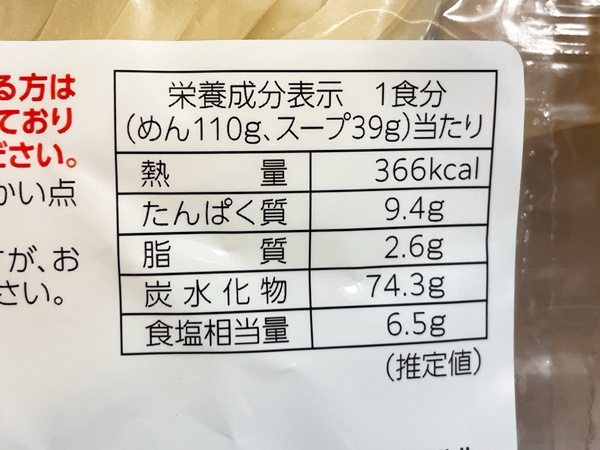 る方は
ており
ださい。
かい点
すが、お
さい。
栄養成分表示 1食分
(めん110g、スープ39g)当たり
熱量 366kcal
たんぱく質 9.4g
脂質 2.6g
炭水化物 74.3g
食塩相当量 6.5g
(推定値)